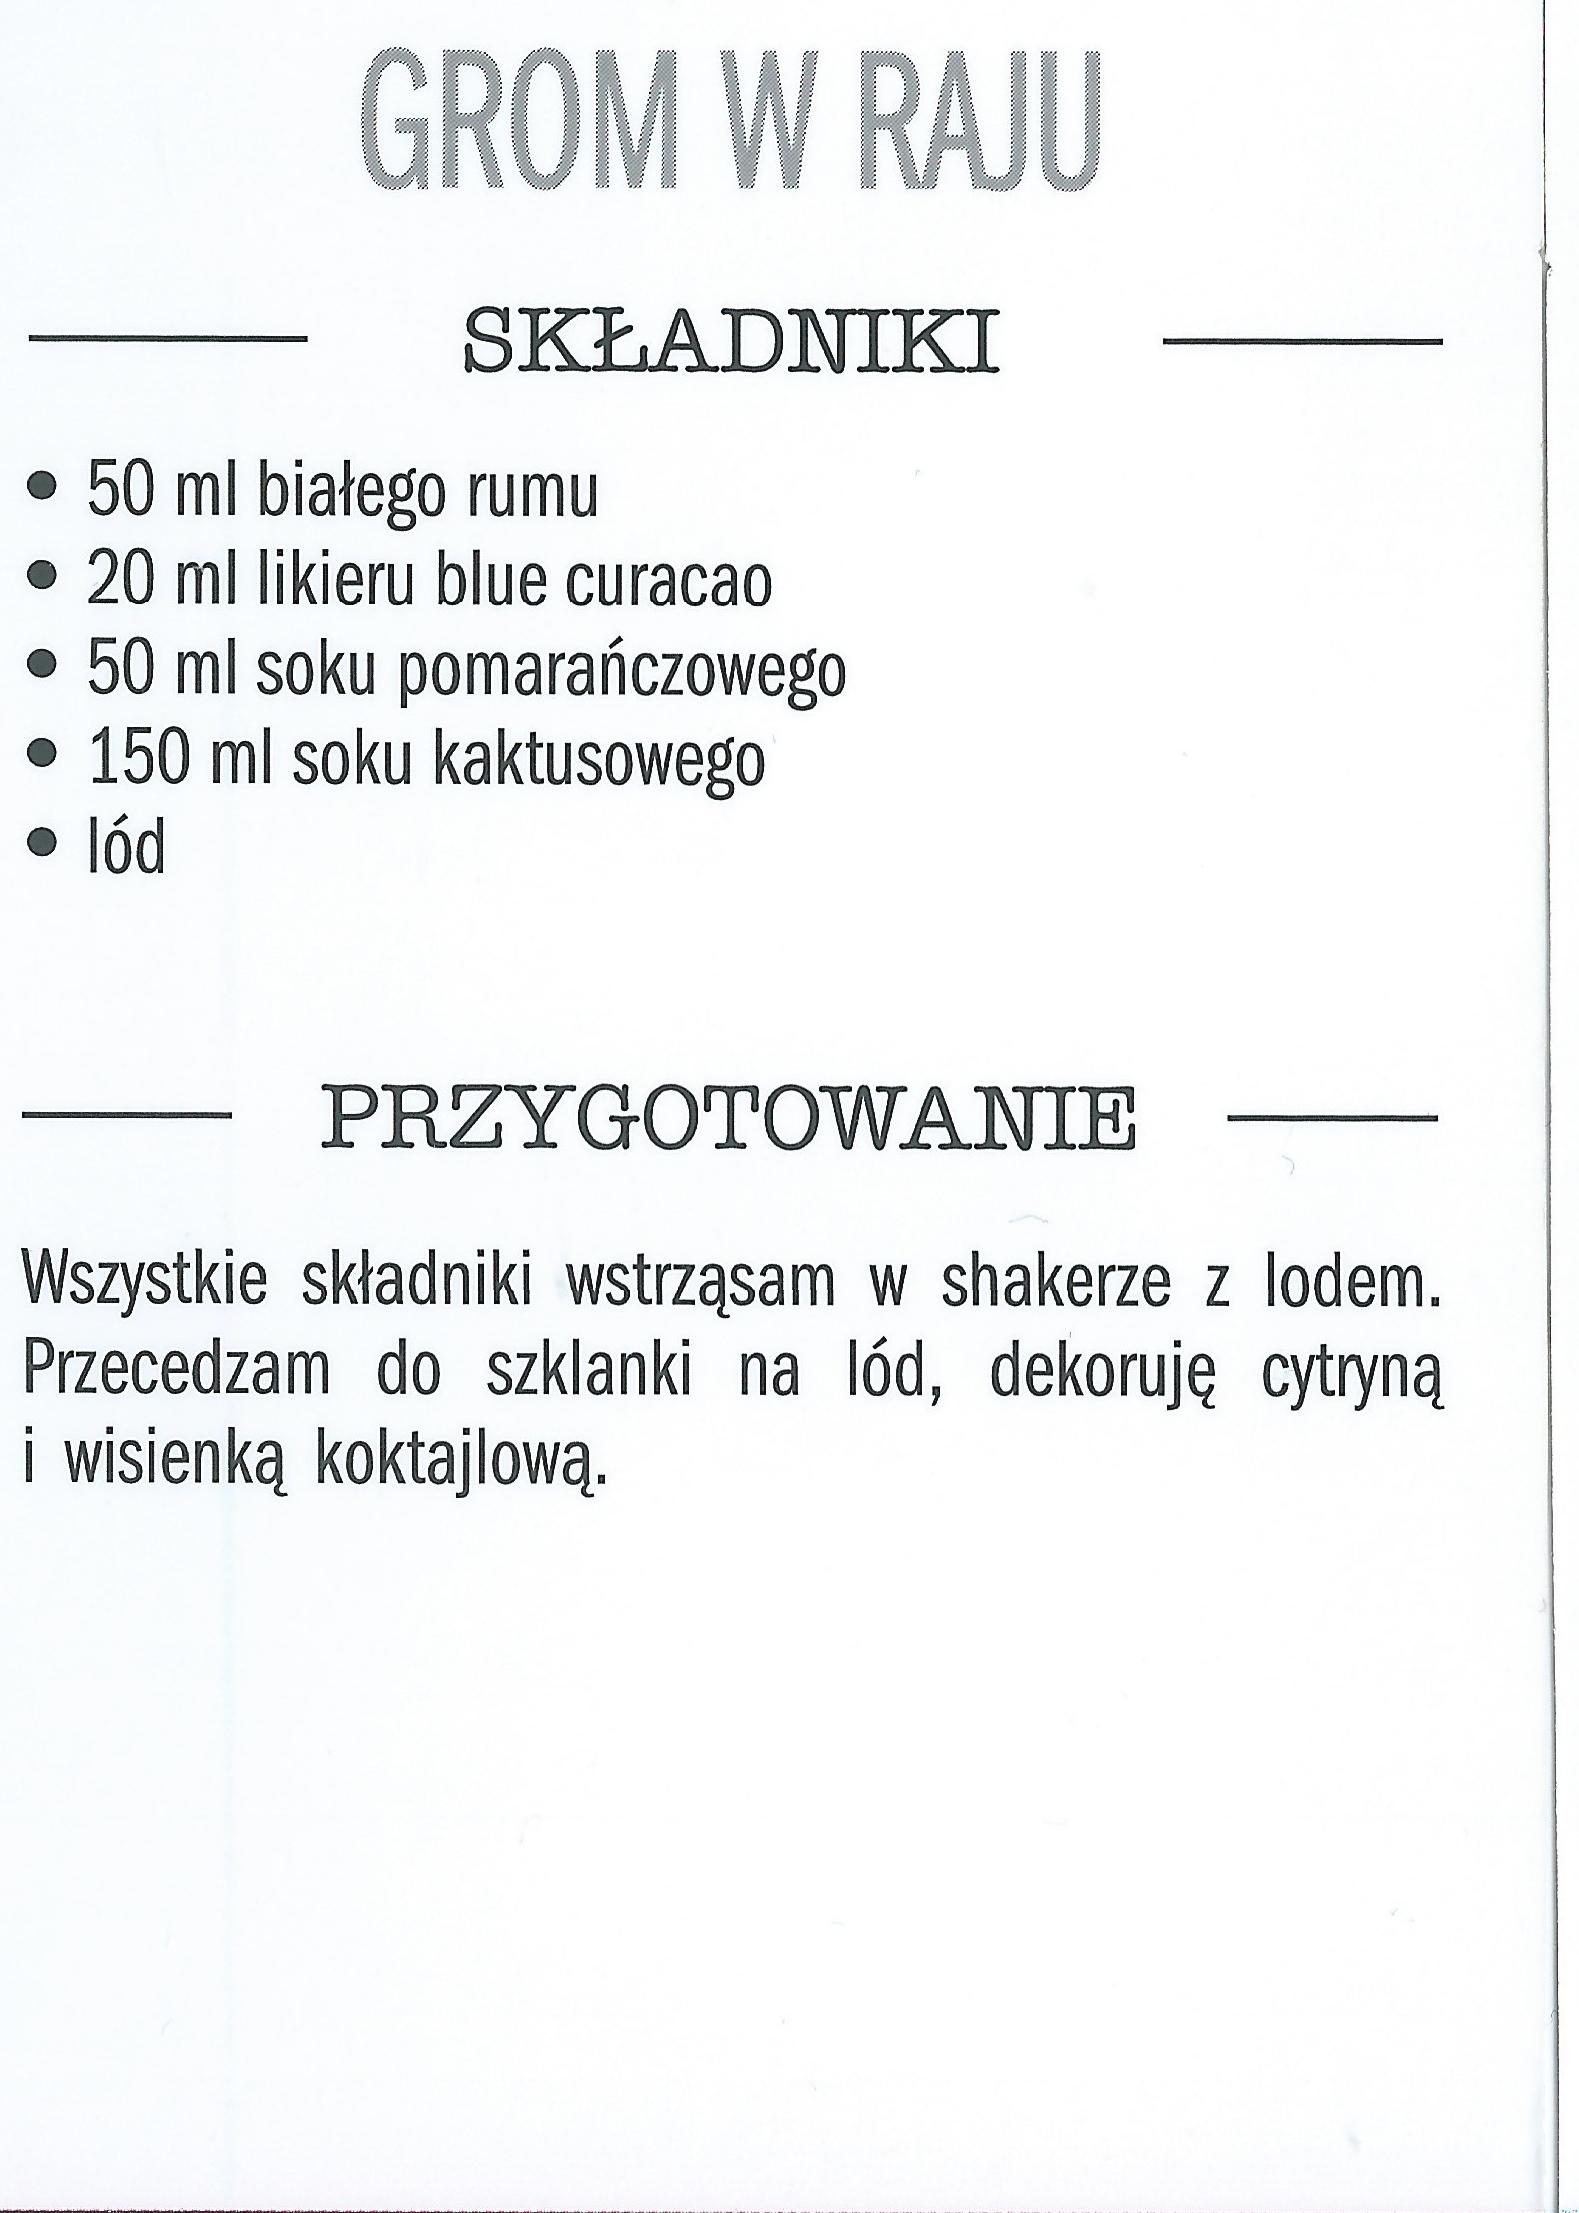 GROM W RAJU
SKŁADNIKI
• 50 ml białego rumu
• 20 ml likieru blue curacao
• 50 ml soku pomarańczowego
• 150 ml soku kaktusowego
• lód
PRZYGOTOWANIE
Wszystkie składniki wstrząsam w shakerze z lodem.
Przecedzam do szklanki na lód, dekoruję cytryną
i wisienką koktajlową.